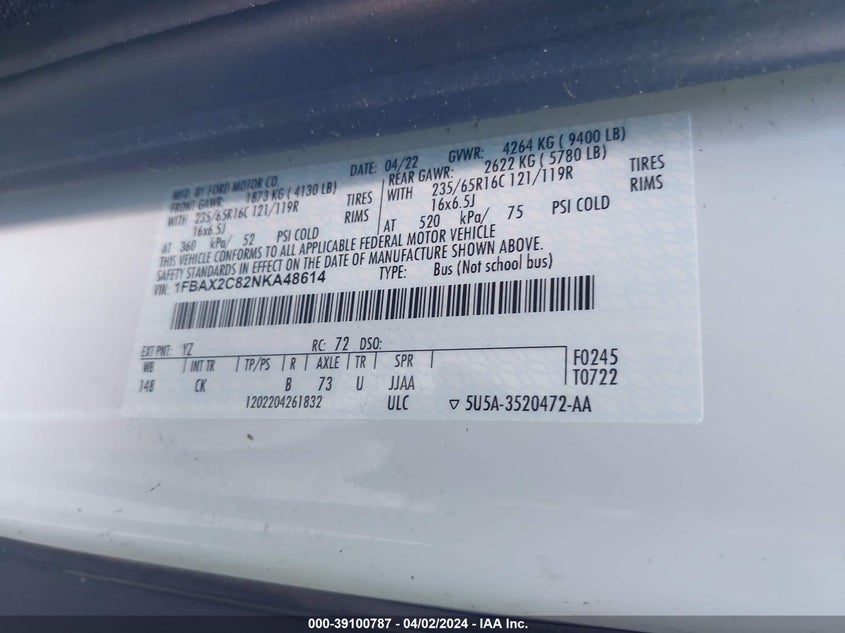 MFD. BY FORD MOTOR CO. DATE: 04/22 GVWR: 4264 KG ( 9400 LB)
FRONT GAWR: 1873 KG ( 4130 LB) REAR GAWR: 2622 KG ( 5780 LB)
WITH 235/65R16C 121/119R TIRES WITH 235/65R16C 121/119R TIRES
16x6.5J RIMS 16x6.5J RIMS
AT 360 kPa/ 52 PSI COLD AT 520 kPa/ 75 PSI COLD
THIS VEHICLE CONFORMS TO ALL APPLICABLE FEDERAL MOTOR VEHICLE
SAFETY STANDARDS IN EFFECT ON THE DATE OF MANUFACTURE SHOWN ABOVE.
VIN: 1FBAX2C82NKA48614 TYPE: Bus (Not school bus)
EXT PNT: YZ RC: 72 DSO:
WB INT TR TP/PS R AXLE TR SPR F0245
148 CK B 73 U JJAA T0722
1202204261832 ULC ▽ 5U5A-3520472-AA
000-39100787 - 04/02/2024 - IAAI.com